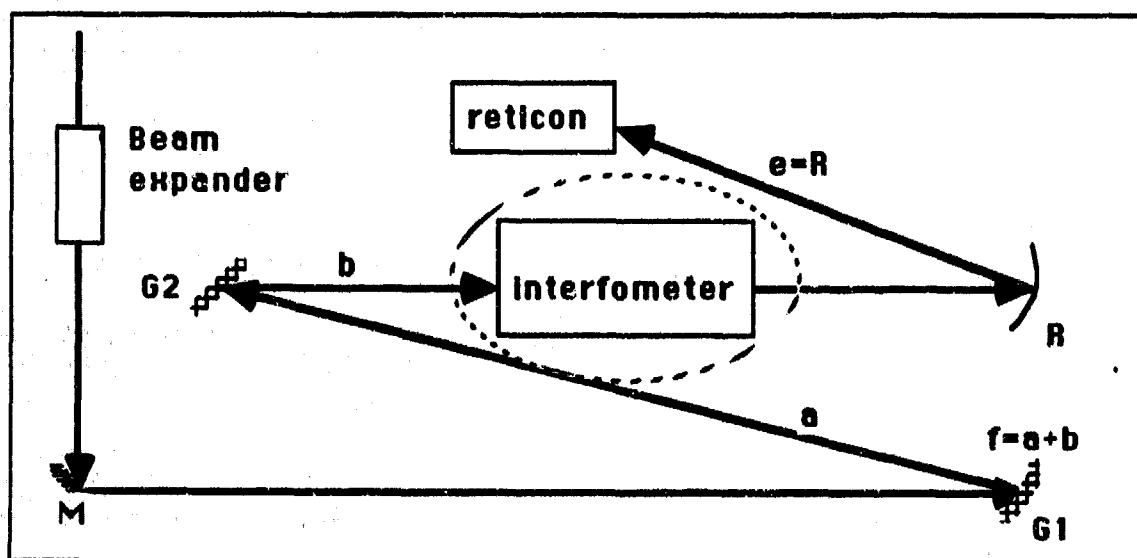 reticon
Beam
expander
e=R
G2
b
Interfometer
R
a
f=a+b
M
G1